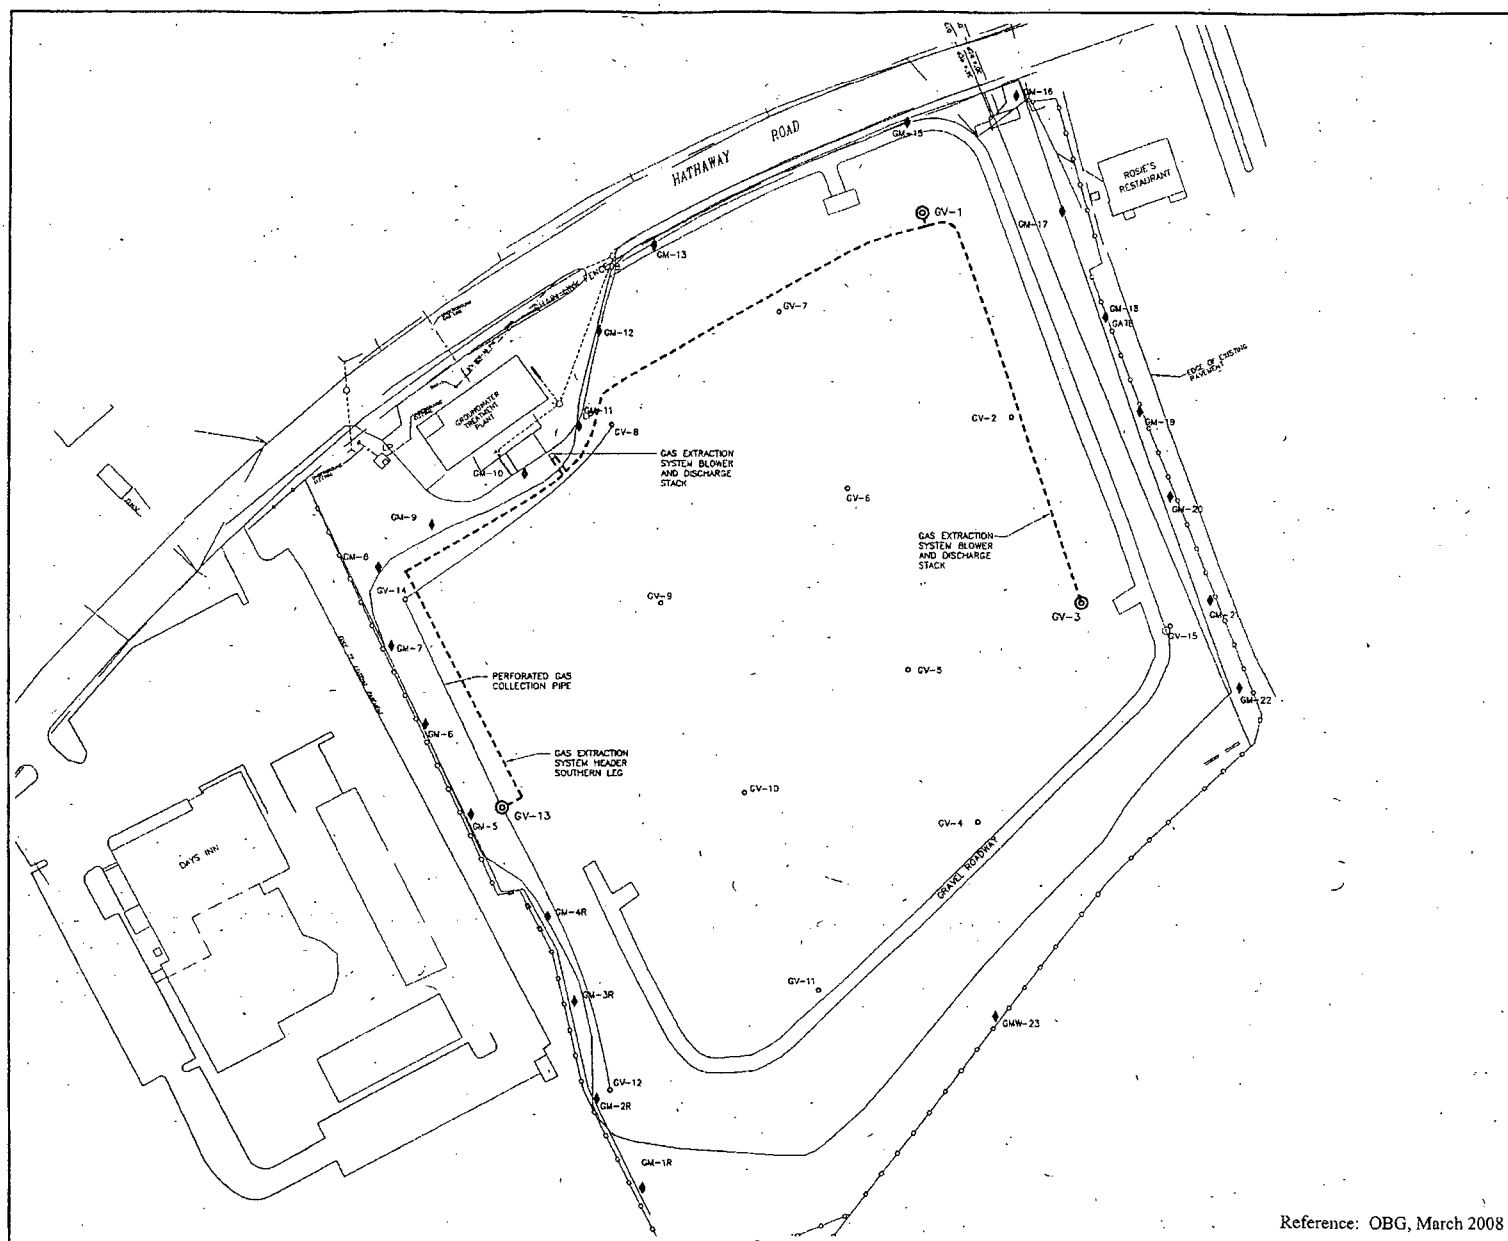 GM-16
GM-15
HATHAWAY ROAD
ROSIE'S
RESTAURANT
GV-1
GM-17
GM-13
GV-7
GM-18
GATE
GM-12
EDGE OF EXISTING
PAVEMENT
GROUNDWATER
TREATMENT
PLANT
GM-11
GV-8
GV-2
GM-19
GAS EXTRACTION
SYSTEM BLOWER
AND DISCHARGE
STACK
GM-10
GV-6
GM-20
GM-9
GAS EXTRACTION
SYSTEM BLOWER
AND DISCHARGE
STACK
GM-8
GV-14
GV-9
GV-3
GM-21
GV-15
GM-7
GV-5
PERFORATED GAS
COLLECTION PIPE
GM-22
GM-6
GAS EXTRACTION
SYSTEM HEADER
SOUTHERN LEG
GV-10
GV-13
GM-5
GV-4
DAYS INN
GRAVEL ROADWAY
GM-4R
GV-11
GM-3R
GMW-23
GV-12
GM-2R
GM-1R
Reference: OBG, March 2008